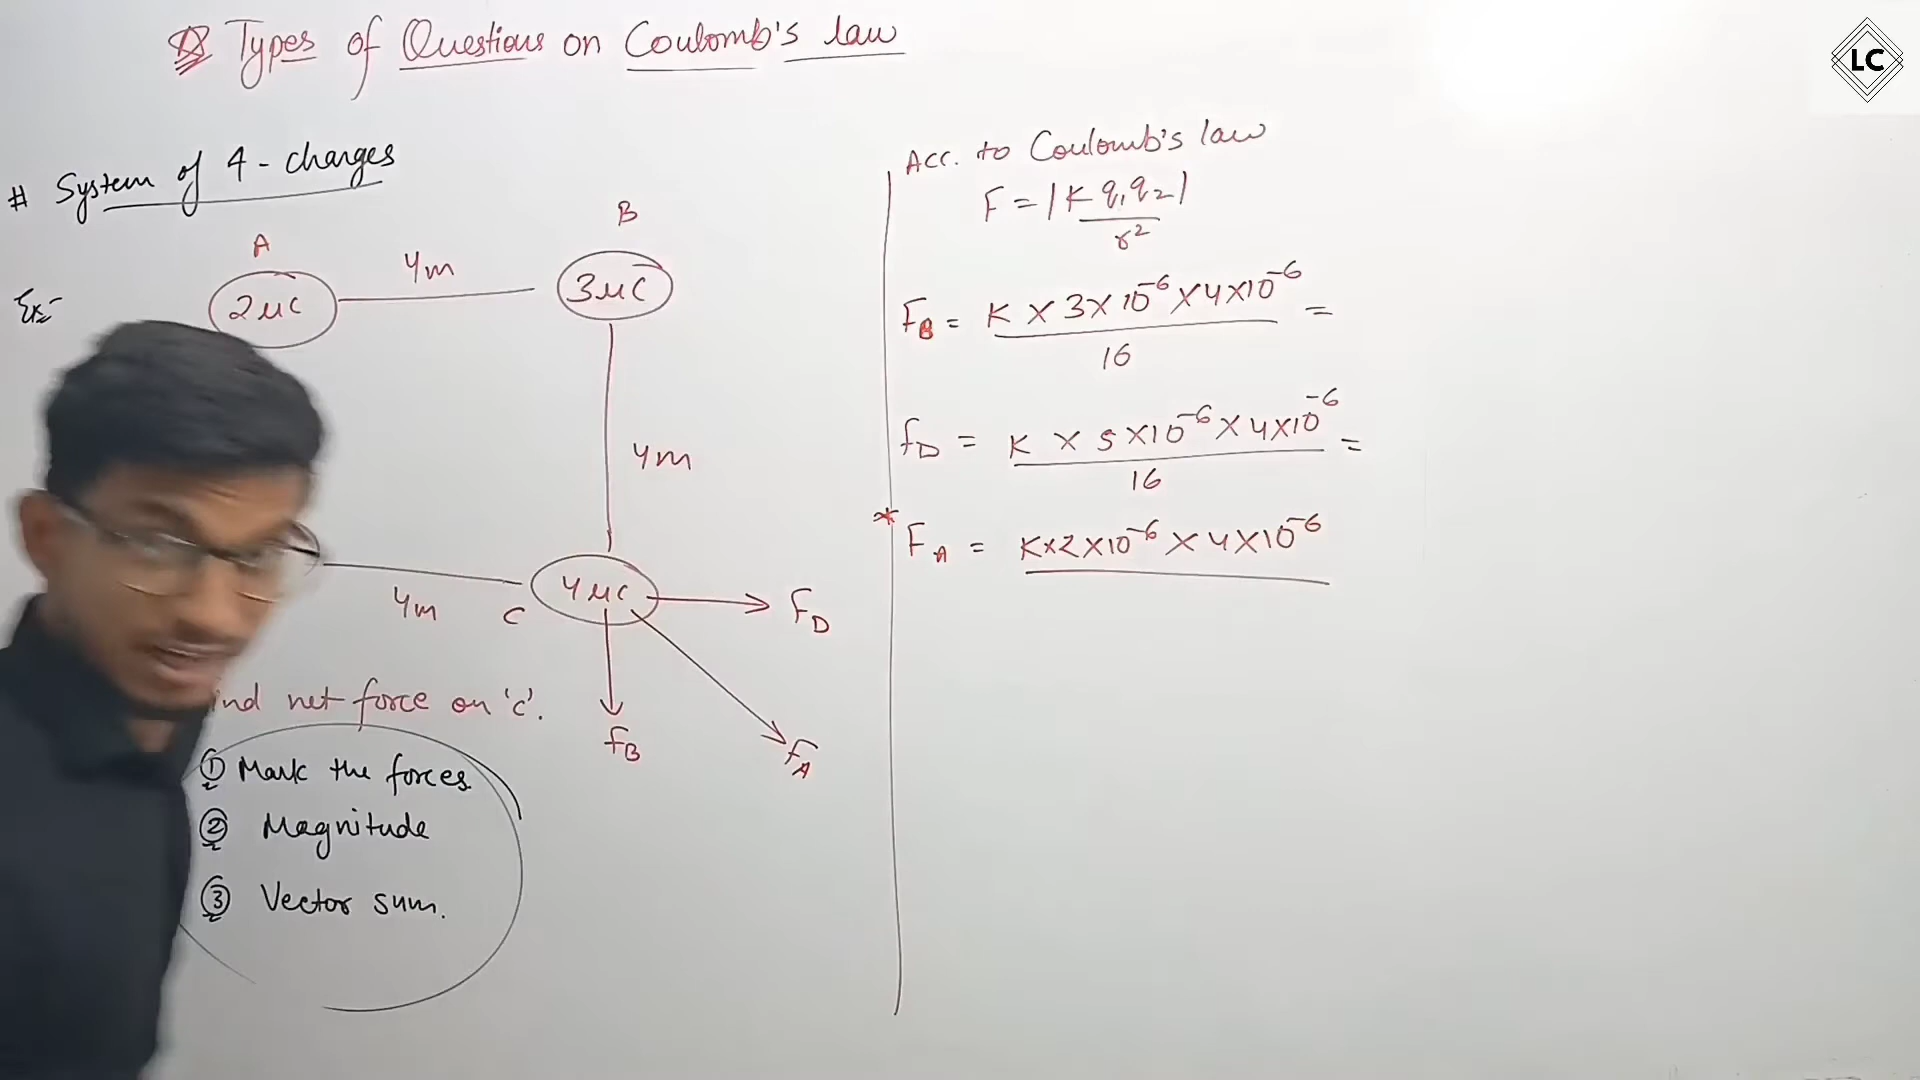 Types of Questions on Coulomb's law
LC
# System of 4-charges
Ex-
A
B
2μC
4m
3μC
4m
4m
C
4μC
F_D
F_B
F_A
ind net force on 'c'.
① Mark the forces
② Magnitude
③ Vector sum.
Acc. to Coulomb's law
F = |K q₁q₂|
r²
F_B = K × 3×10⁻⁶ × 4×10⁻⁶ =
16
f_D = K × 5×10⁻⁶ × 4×10⁻⁶ =
16
* F_A = K×2×10⁻⁶ × 4×10⁻⁶